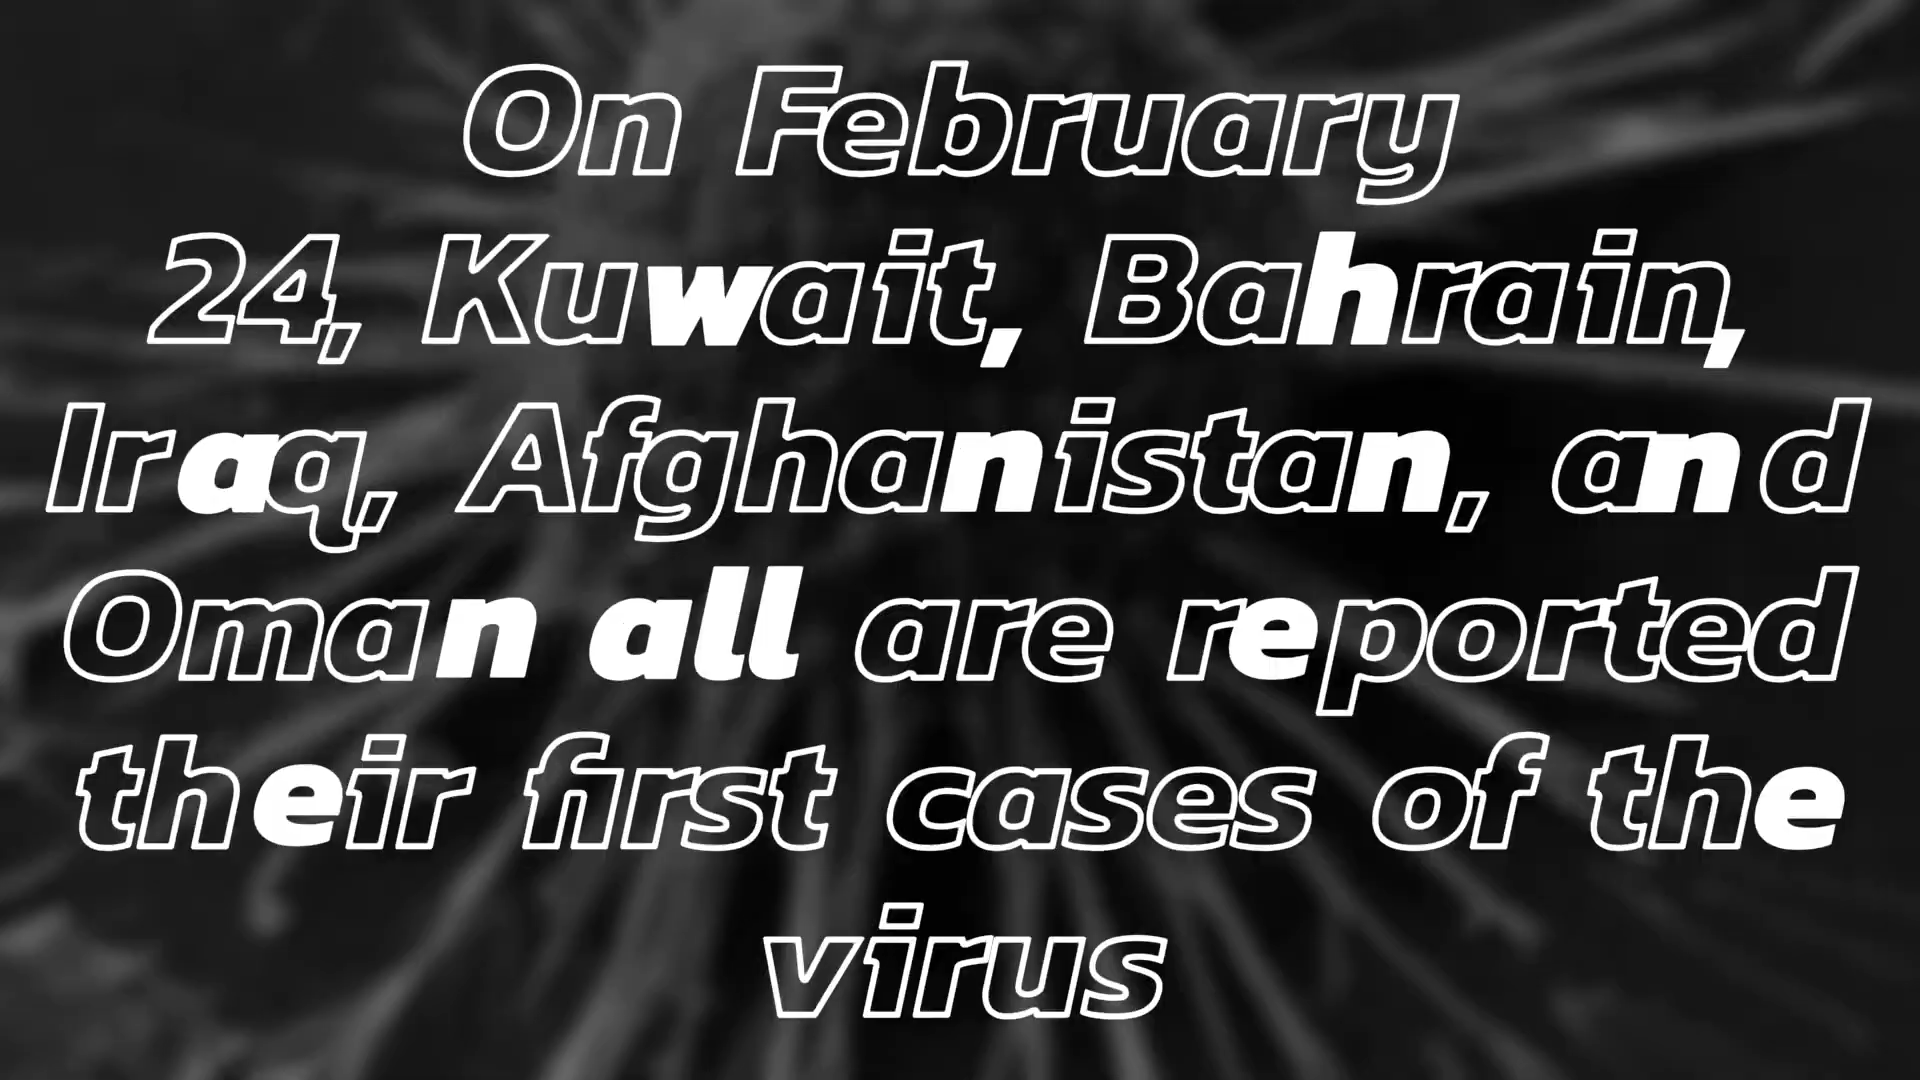 On February
24, Kuwait, Bahrain,
Iraq, Afghanistan, and
Oman all are reported
their first cases of the
virus